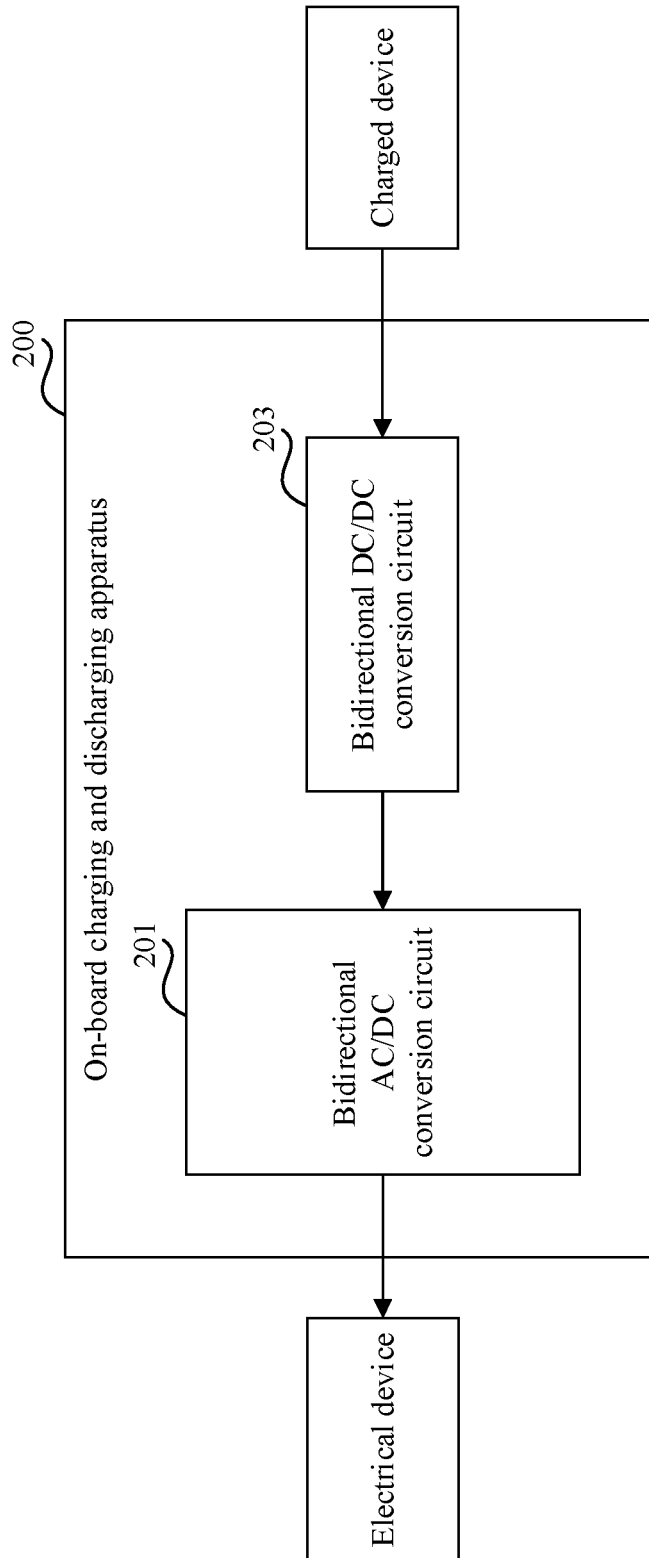 200
On-board charging and discharging apparatus
201
203
Electrical device
Bidirectional
AC/DC
conversion circuit
Bidirectional DC/DC
conversion circuit
Charged device